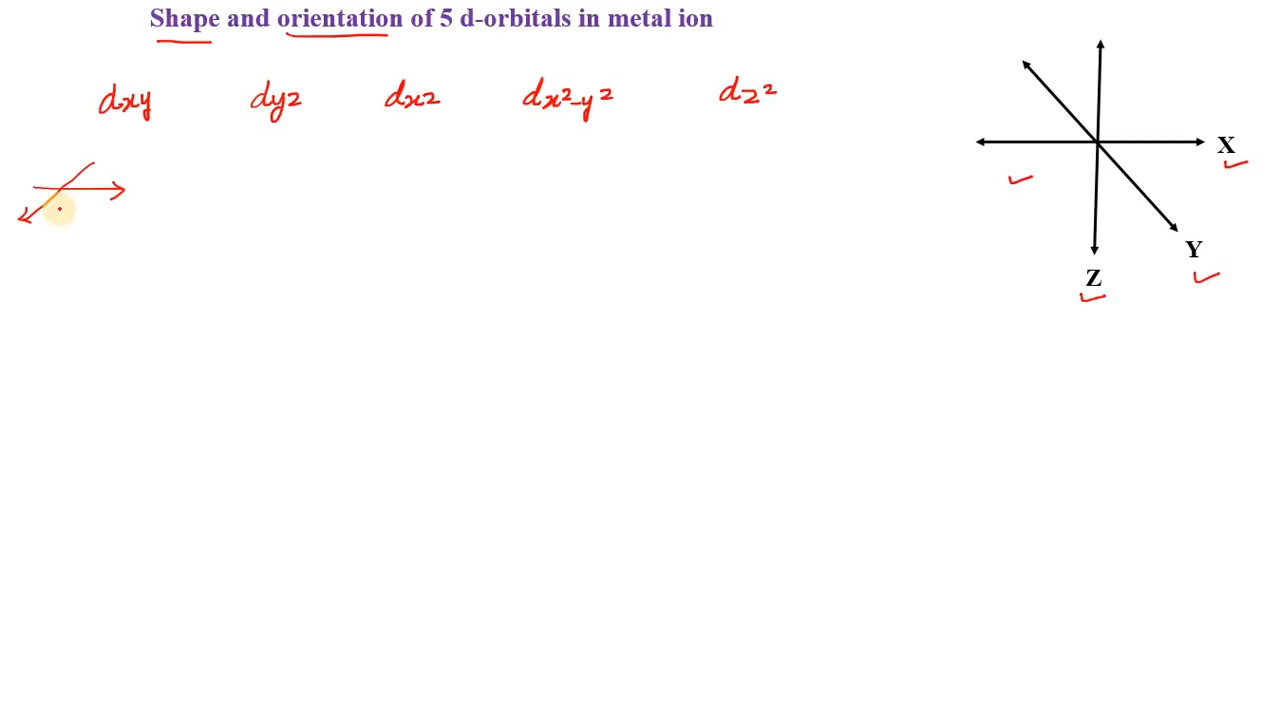 Shape and orientation of 5 d-orbitals in metal ion
dxy dyz dxz dx²-y² dz²
X
Y
Z